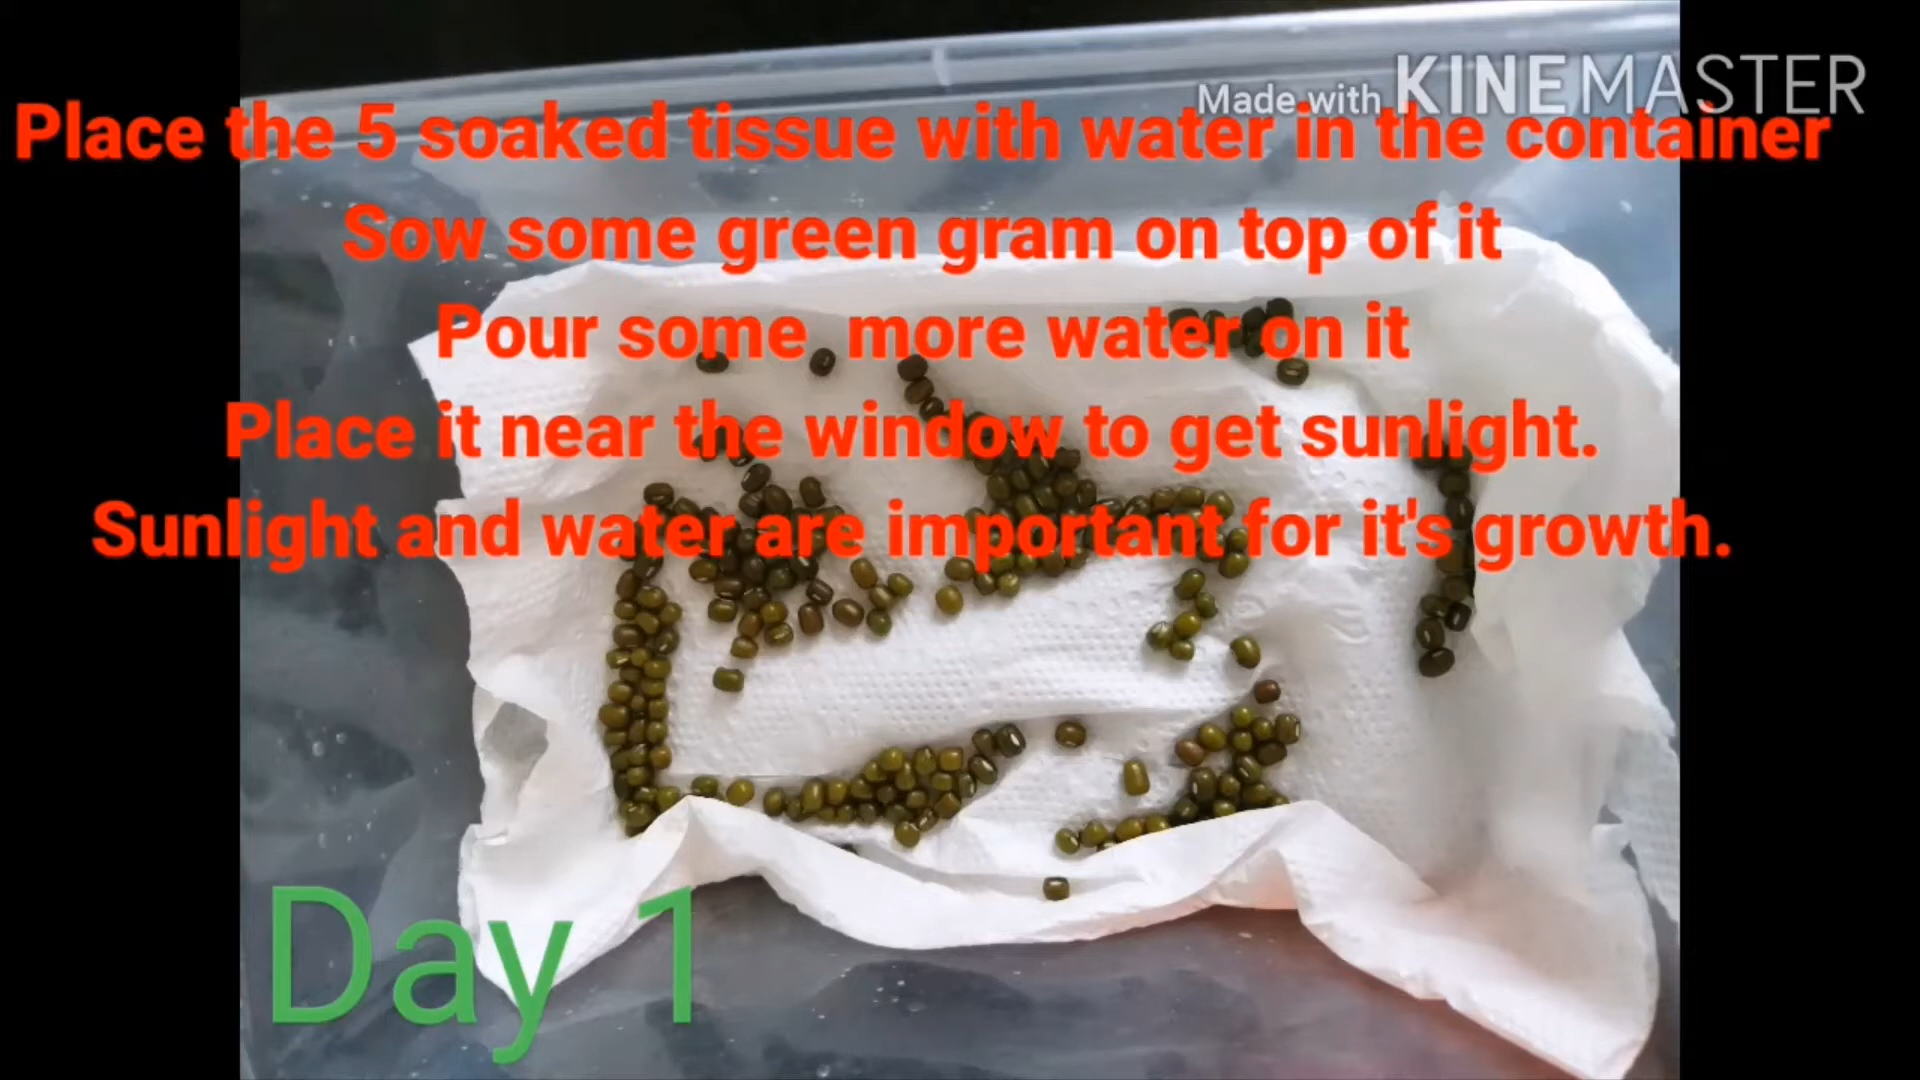 Made with KINEMASTER
Place the 5 soaked tissue with water in the container
Sow some green gram on top of it
Pour some  more water on it
Place it near the window to get sunlight.
Sunlight and water are important for it's growth.
Day 1